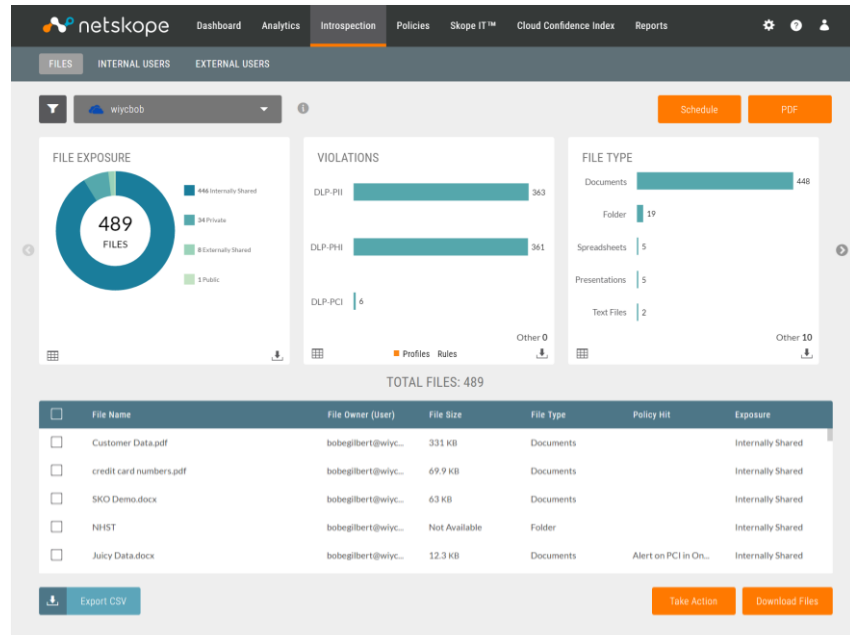 netskope Dashboard Analytics Introspection Policies Skope IT™ Cloud Confidence Index Reports
FILES INTERNAL USERS EXTERNAL USERS
wiycbob
Schedule PDF
FILE EXPOSURE
489
FILES
446 Internally Shared
34 Private
8 Externally Shared
1 Public
VIOLATIONS
DLP-PII 363
DLP-PHI 361
DLP-PCI 6
Other 0
Profiles Rules
FILE TYPE
Documents 448
Folder 19
Spreadsheets 5
Presentations 5
Text Files 2
Other 10
TOTAL FILES: 489
File Name File Owner (User) File Size File Type Policy Hit Exposure
Customer Data.pdf bobegilbert@wiyc... 331 KB Documents Internally Shared
credit card numbers.pdf bobegilbert@wiyc... 69.9 KB Documents Internally Shared
SKO Demo.docx bobegilbert@wiyc... 63 KB Documents Internally Shared
NHST bobegilbert@wiyc... Not Available Folder Internally Shared
Juicy Data.docx bobegilbert@wiyc... 12.3 KB Documents Alert on PCI in On... Internally Shared
Export CSV Take Action Download Files